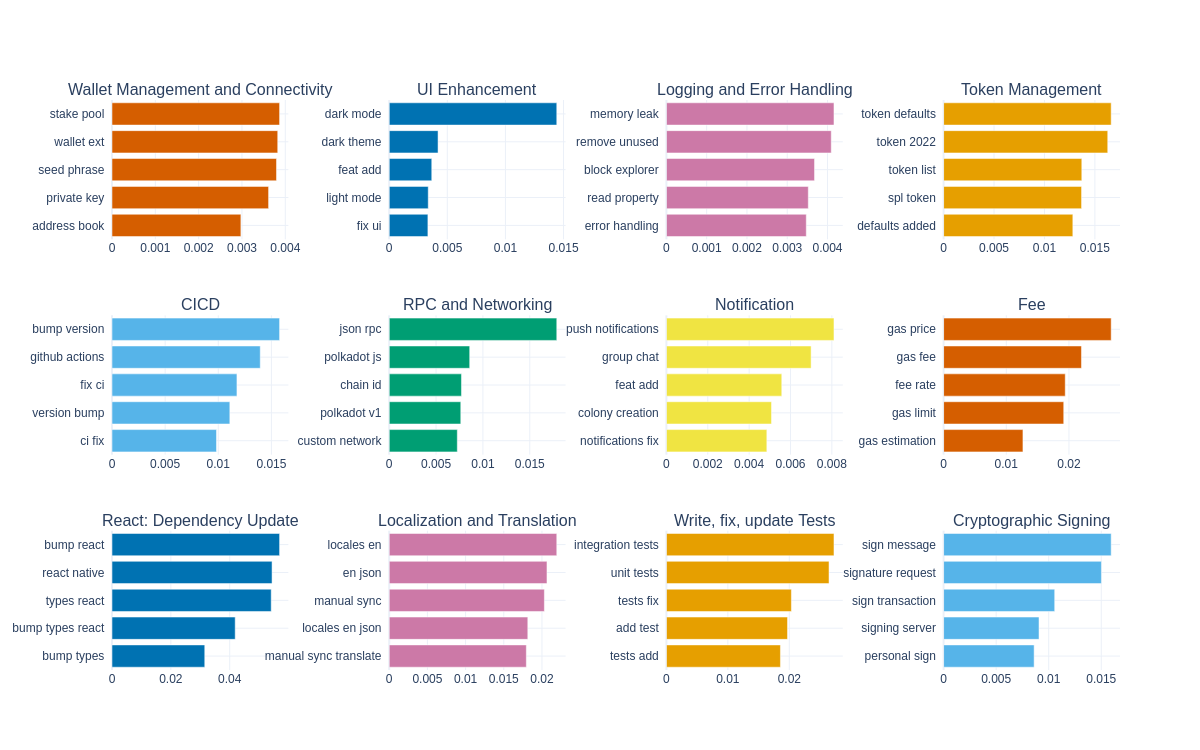 Wallet Management and Connectivity
stake pool
wallet ext
seed phrase
private key
address book
0 0.001 0.002 0.003 0.004
UI Enhancement
dark mode
dark theme
feat add
light mode
fix ui
0 0.005 0.01 0.015
Logging and Error Handling
memory leak
remove unused
block explorer
read property
error handling
0 0.001 0.002 0.003 0.004
Token Management
token defaults
token 2022
token list
spl token
defaults added
0 0.005 0.01 0.015
CICD
bump version
github actions
fix ci
version bump
ci fix
0 0.005 0.01 0.015
RPC and Networking
json rpc
polkadot js
chain id
polkadot v1
custom network
0 0.005 0.01 0.015
Notification
push notifications
group chat
feat add
colony creation
notifications fix
0 0.002 0.004 0.006 0.008
Fee
gas price
gas fee
fee rate
gas limit
gas estimation
0 0.01 0.02
React: Dependency Update
bump react
react native
types react
bump types react
bump types
0 0.02 0.04
Localization and Translation
locales en
en json
manual sync
locales en json
manual sync translate
0 0.005 0.01 0.015 0.02
Write, fix, update Tests
integration tests
unit tests
tests fix
add test
tests add
0 0.01 0.02
Cryptographic Signing
sign message
signature request
sign transaction
signing server
personal sign
0 0.005 0.01 0.015